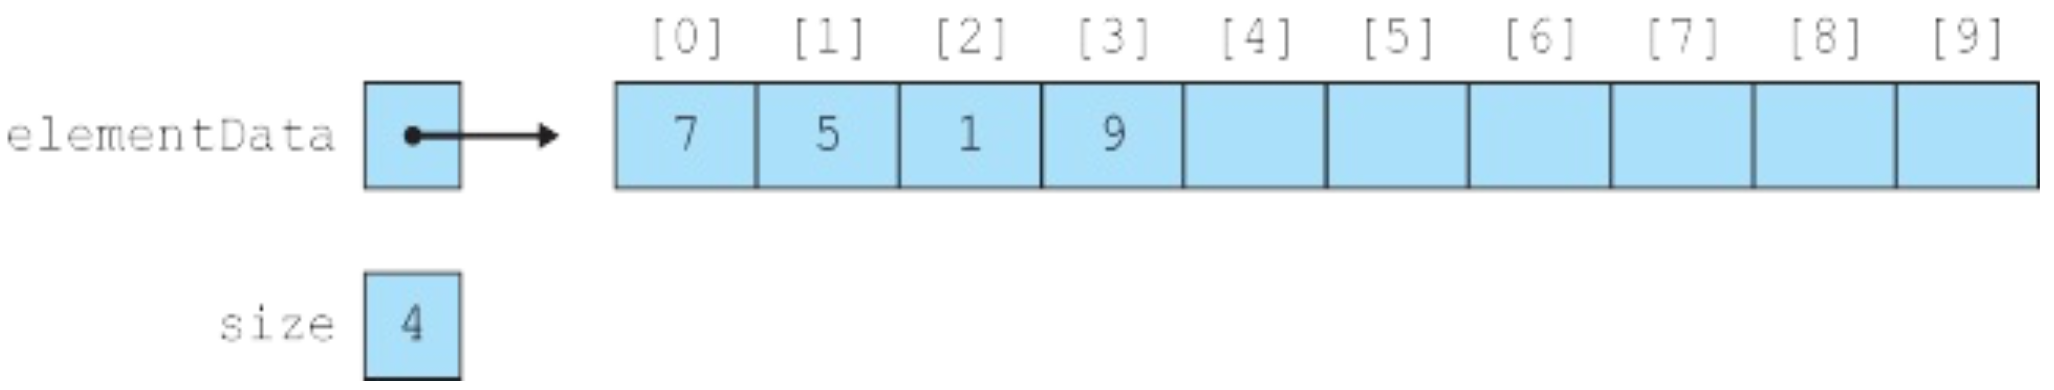 [0] [1] [2] [3] [4] [5] [6] [7] [8] [9]
elementData 7 5 1 9
size 4